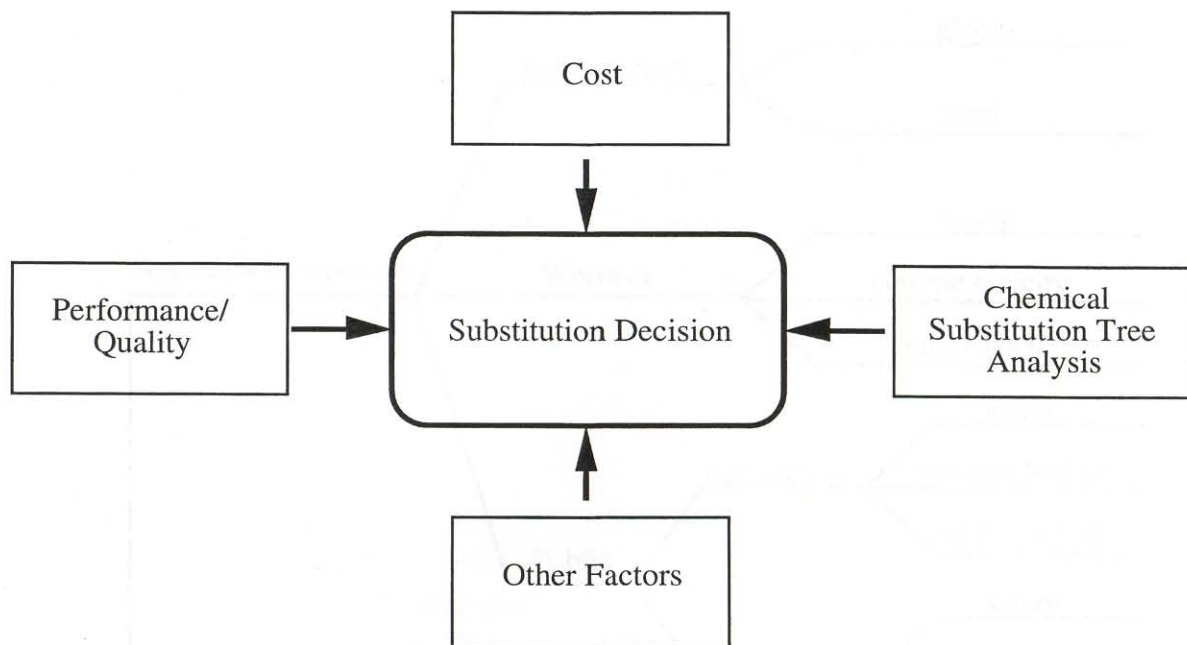 Cost
Performance/
Quality
Substitution Decision
Chemical
Substitution Tree
Analysis
Other Factors